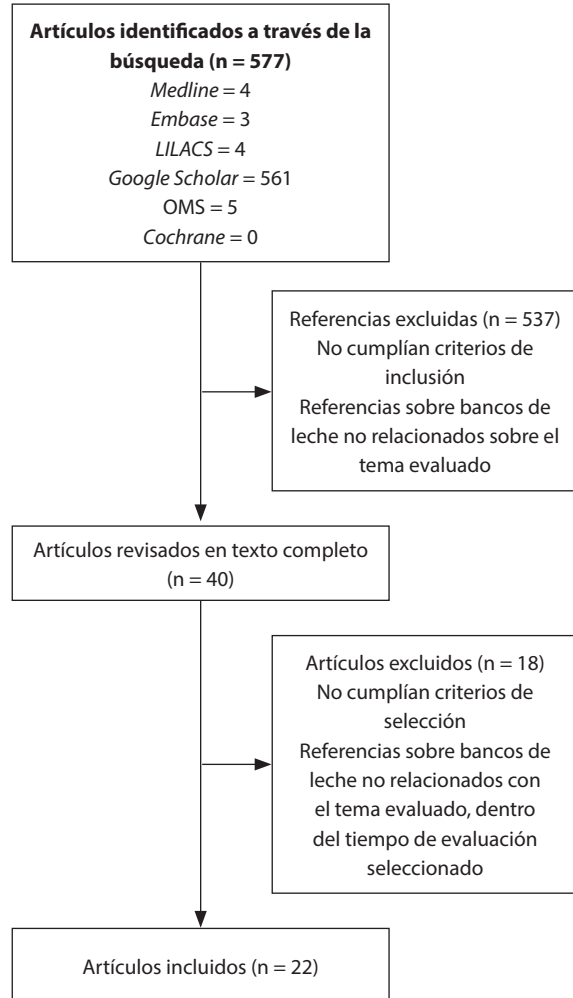 Artículos identificados a través de la
búsqueda (n = 577)
Medline = 4
Embase = 3
LILACS = 4
Google Scholar = 561
OMS = 5
Cochrane = 0
Referencias excluidas (n = 537)
No cumplían criterios de
inclusión
Referencias sobre bancos de
leche no relacionados sobre el
tema evaluado
Artículos revisados en texto completo
(n = 40)
Artículos excluidos (n = 18)
No cumplían criterios de
selección
Referencias sobre bancos de
leche no relacionados con
el tema evaluado, dentro
del tiempo de evaluación
seleccionado
Artículos incluidos (n = 22)